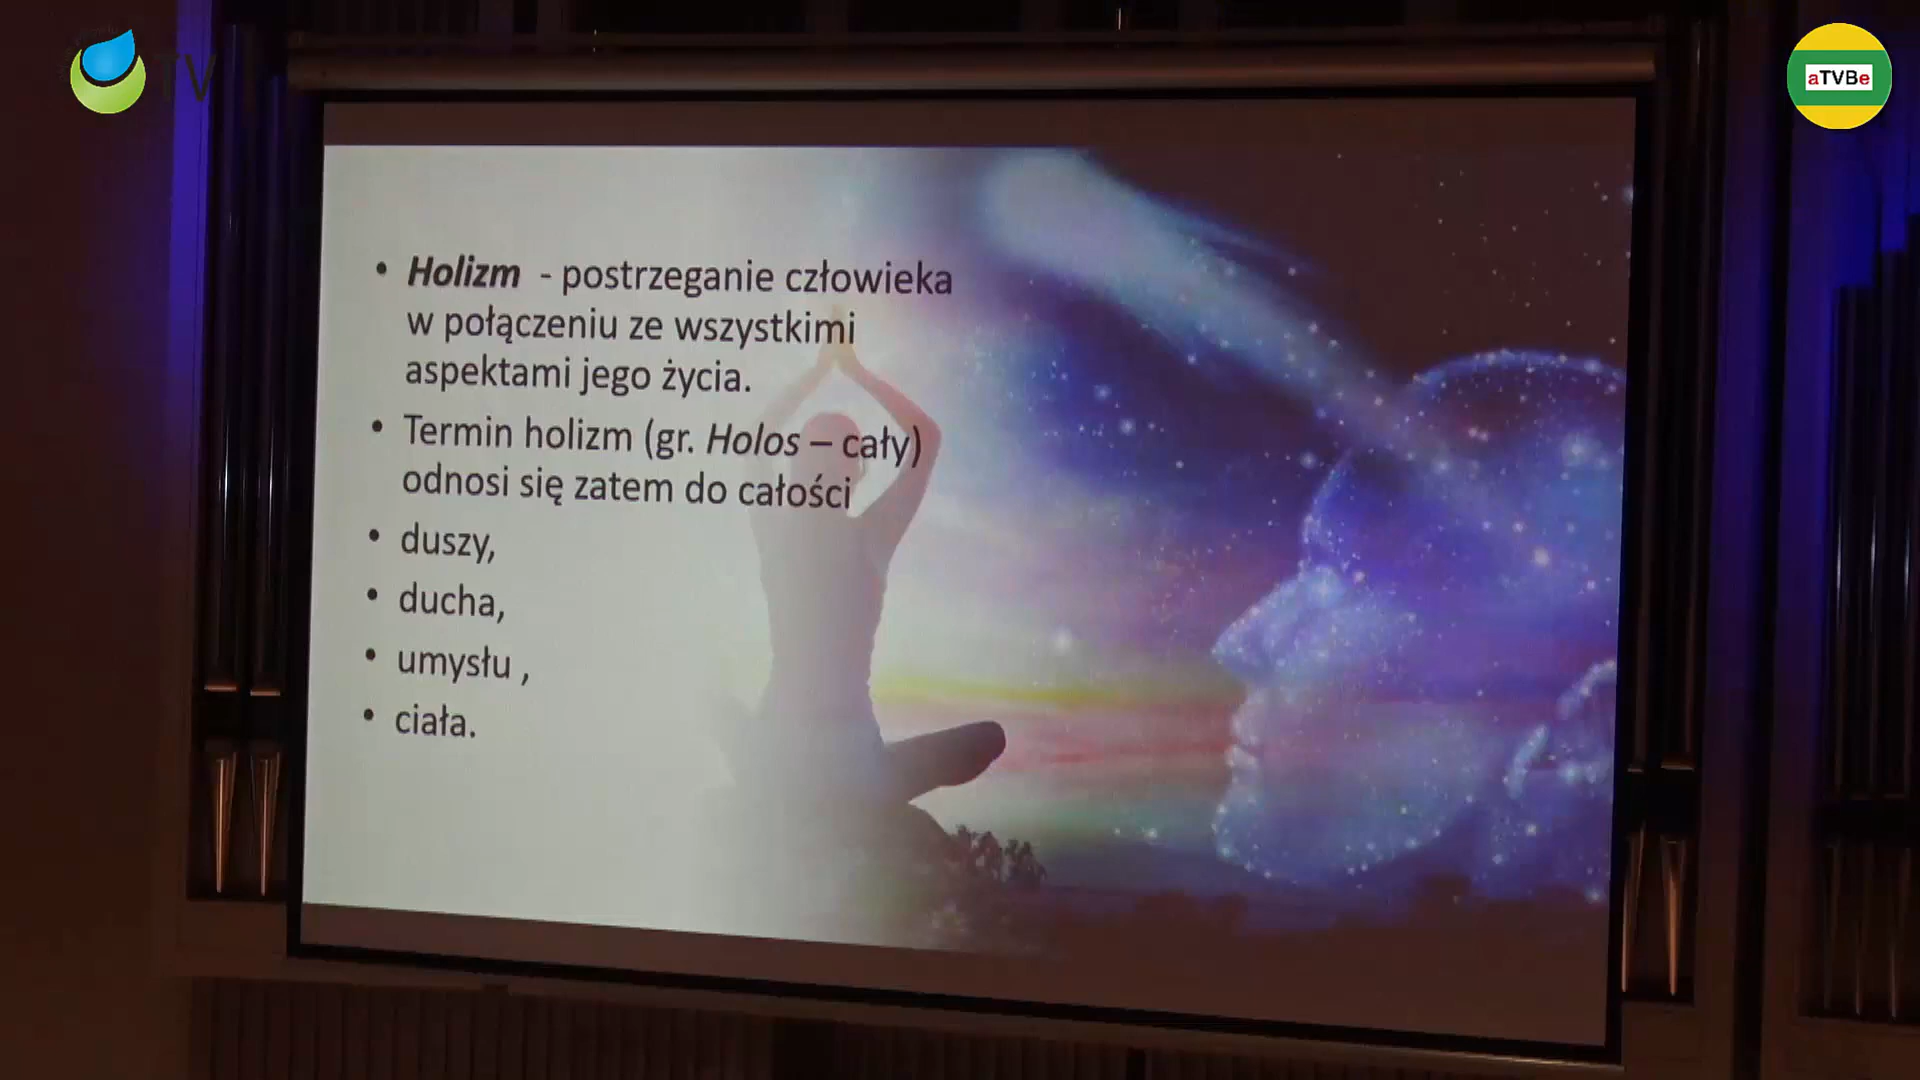 TV
aTVBe
• Holizm - postrzeganie człowieka
w połączeniu ze wszystkimi
aspektami jego życia.
• Termin holizm (gr. Holos – cały)
odnosi się zatem do całości
• duszy,
• ducha,
• umysłu ,
• ciała.